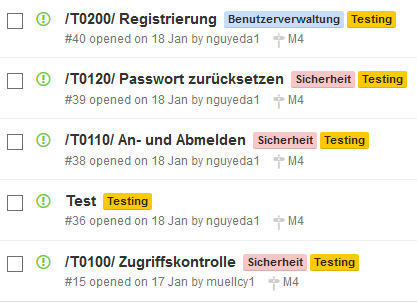 /T0200/ Registrierung Benutzerverwaltung Testing
#40 opened on 18 Jan by nguyeda1 M4
/T0120/ Passwort zurücksetzen Sicherheit Testing
#39 opened on 18 Jan by nguyeda1 M4
/T0110/ An- und Abmelden Sicherheit Testing
#38 opened on 18 Jan by nguyeda1 M4
Test Testing
#36 opened on 18 Jan by nguyeda1 M4
/T0100/ Zugriffskontrolle Sicherheit Testing
#15 opened on 17 Jan by muellcy1 M4